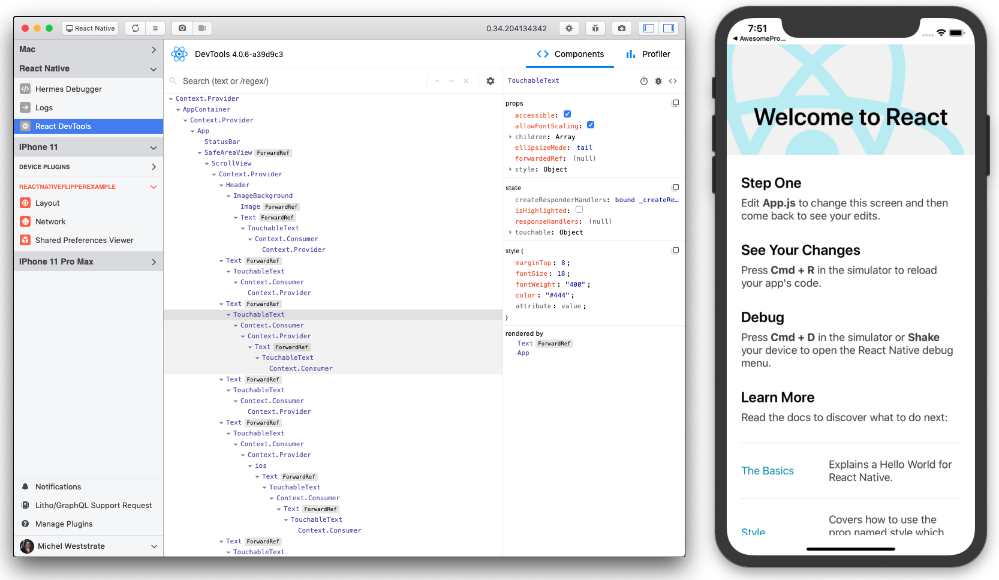 React Native
0.34.204134342
Mac
React Native
Hermes Debugger
Logs
React DevTools
IPhone 11
DEVICE PLUGINS
REACTNATIVEFLIPPEREXAMPLE
Layout
Network
Shared Preferences Viewer
IPhone 11 Pro Max
Notifications
Litho/GraphQL Support Request
Manage Plugins
Michel Weststrate
DevTools 4.0.6-a39d9c3
Components
Profiler
Search (text or /regex/)
Context.Provider
AppContainer
Context.Provider
App
StatusBar
SafeAreaView ForwardRef
ScrollView
Context.Provider
Header
ImageBackground
Image ForwardRef
Text ForwardRef
TouchableText
Context.Consumer
Context.Provider
Text ForwardRef
TouchableText
Context.Consumer
Context.Provider
Text ForwardRef
TouchableText
Context.Consumer
Context.Provider
Text ForwardRef
TouchableText
Context.Consumer
Text ForwardRef
TouchableText
Context.Consumer
Context.Provider
Text ForwardRef
TouchableText
Context.Consumer
Context.Provider
ios
Text ForwardRef
TouchableText
Context.Consumer
Text ForwardRef
TouchableText
Context.Consumer
Text ForwardRef
TouchableText
TouchableText
props
accessible:
allowFontScaling:
children: Array
ellipsizeMode: tail
forwardedRef: (null)
style: Object
state
createResponderHandlers: bound _createRe…
isHighlighted:
responseHandlers: (null)
touchable: Object
style {
marginTop: 8;
fontSize: 18;
fontWeight: "400";
color: "#444";
attribute: value;
}
rendered by
Text ForwardRef
App
7:51
◀ AwesomePro...
Welcome to React
Step One
Edit App.js to change this screen and then
come back to see your edits.
See Your Changes
Press Cmd + R in the simulator to reload
your app's code.
Debug
Press Cmd + D in the simulator or Shake
your device to open the React Native debug
menu.
Learn More
Read the docs to discover what to do next:
The Basics
Explains a Hello World for
React Native.
Style
Covers how to use the
prop named style which